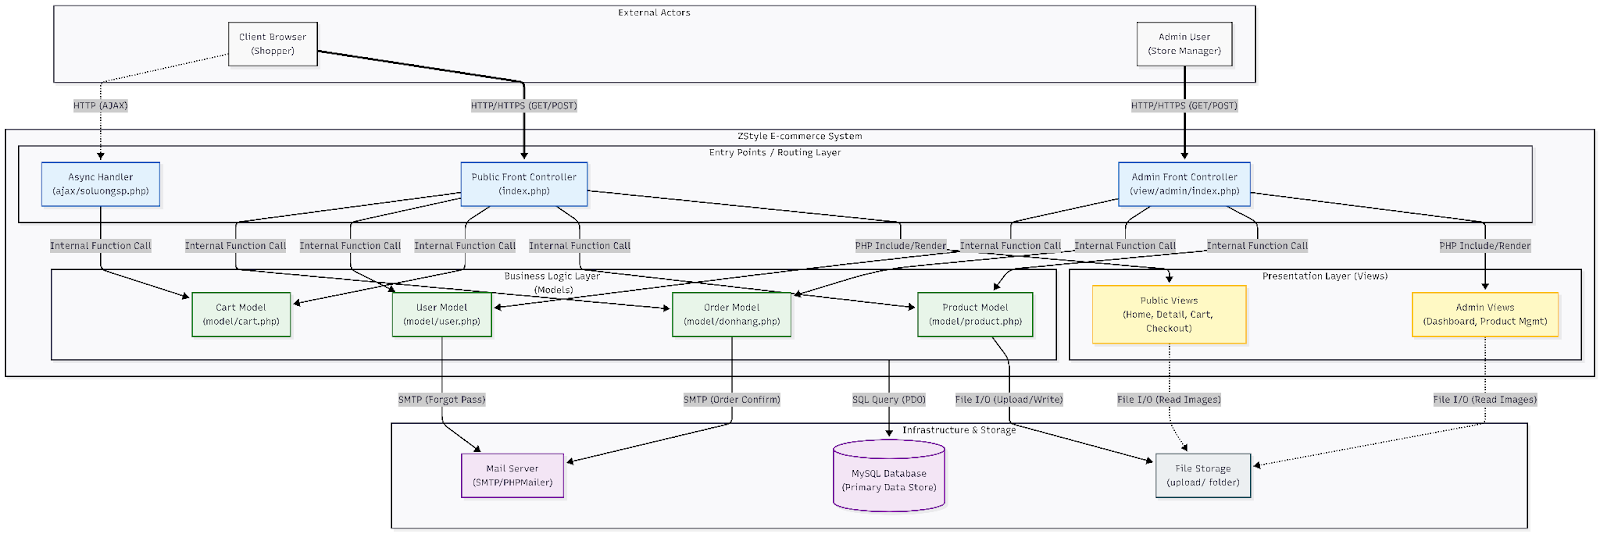 External Actors
Client Browser
(Shopper)
Admin User
(Store Manager)
HTTP (AJAX)
HTTP/HTTPS (GET/POST)
HTTP/HTTPS (GET/POST)
ZStyle E-commerce System
Entry Points / Routing Layer
Async Handler
(ajax/soluongsp.php)
Public Front Controller
(index.php)
Admin Front Controller
(view/admin/index.php)
Internal Function Call
Internal Function Call
Internal Function Call
Internal Function Call
Internal Function Call
PHP Include/Render
Internal Function Call
Internal Function Call
Internal Function Call
PHP Include/Render
Business Logic Layer
(Models)
Presentation Layer (Views)
Cart Model
(model/cart.php)
User Model
(model/user.php)
Order Model
(model/donhang.php)
Product Model
(model/product.php)
Public Views
(Home, Detail, Cart,
Checkout)
Admin Views
(Dashboard, Product Mgmt)
SMTP (Forgot Pass)
SMTP (Order Confirm)
SQL Query (PDO)
File I/O (Upload/Write)
File I/O (Read Images)
File I/O (Read Images)
Infrastructure & Storage
Mail Server
(SMTP/PHPMailer)
MySQL Database
(Primary Data Store)
File Storage
(upload/ folder)